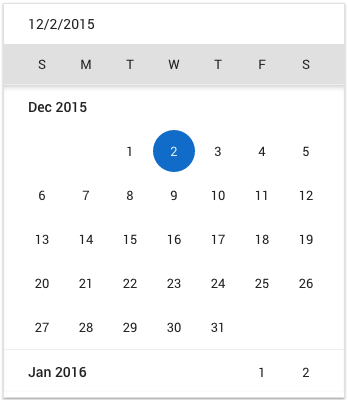 12/2/2015
S M T W T F S
Dec 2015
1 2 3 4 5
6 7 8 9 10 11 12
13 14 15 16 17 18 19
20 21 22 23 24 25 26
27 28 29 30 31
Jan 2016 1 2